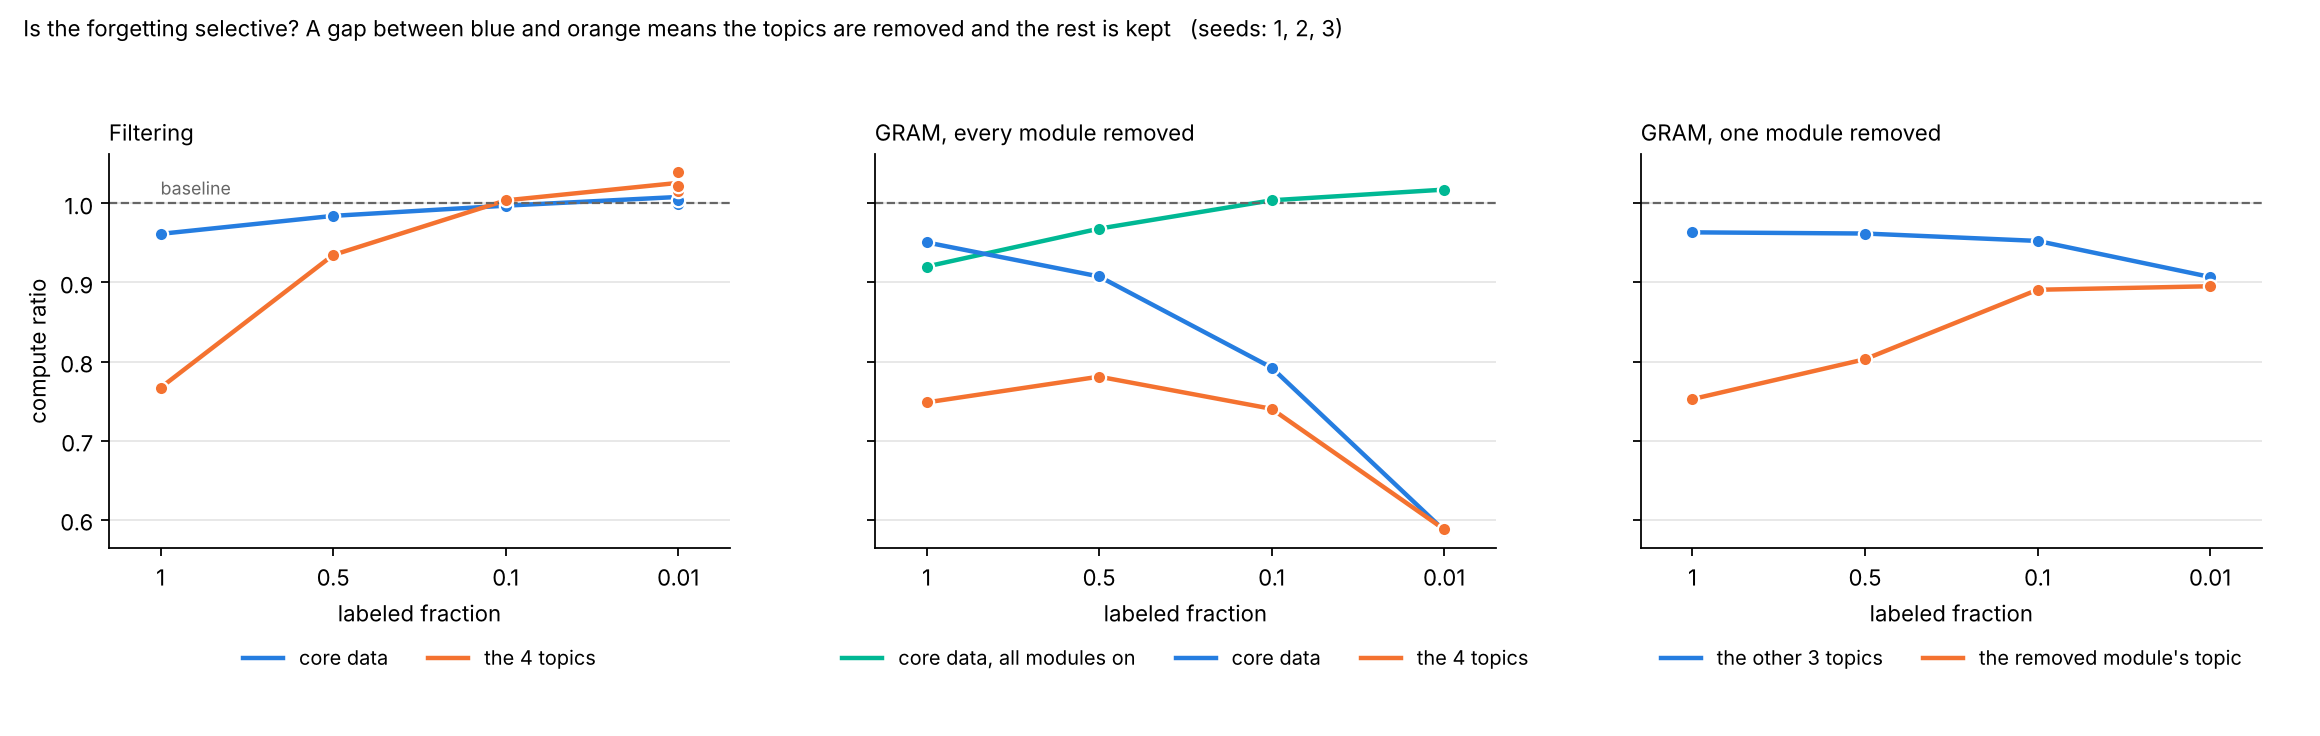 Is the forgetting selective? A gap between blue and orange means the topics are removed and the rest is kept (seeds: 1, 2, 3)
Filtering
baseline
compute ratio
1.0
0.9
0.8
0.7
0.6
1 0.5 0.1 0.01
labeled fraction
core data the 4 topics
GRAM, every module removed
1 0.5 0.1 0.01
labeled fraction
core data, all modules on core data the 4 topics
GRAM, one module removed
1 0.5 0.1 0.01
labeled fraction
the other 3 topics the removed module's topic